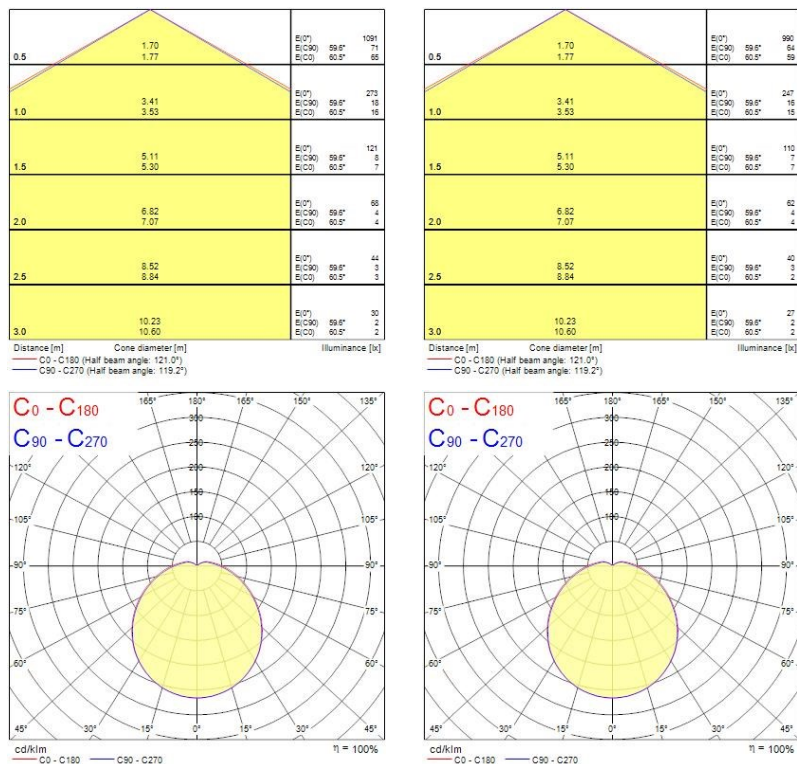 E(0°) 1091
1.70 E(C90) 59.6° 71
0.5 1.77 E(C0) 60.5° 65
E(0°) 273
3.41 E(C90) 59.6° 18
1.0 3.53 E(C0) 60.5° 16
E(0°) 121
5.11 E(C90) 59.6° 8
1.5 5.30 E(C0) 60.5° 7
E(0°) 68
6.82 E(C90) 59.6° 4
2.0 7.07 E(C0) 60.5° 4
E(0°) 44
8.52 E(C90) 59.6° 3
2.5 8.84 E(C0) 60.5° 3
E(0°) 30
10.23 E(C90) 59.6° 2
3.0 10.60 E(C0) 60.5° 2
Distance [m] Cone diameter [m] Illuminance [lx]
C0 - C180 (Half beam angle: 121.0°)
C90 - C270 (Half beam angle: 119.2°)
E(0°) 990
1.70 E(C90) 59.6° 64
0.5 1.77 E(C0) 60.5° 59
E(0°) 247
3.41 E(C90) 59.6° 16
1.0 3.53 E(C0) 60.5° 15
E(0°) 110
5.11 E(C90) 59.6° 7
1.5 5.30 E(C0) 60.5° 7
E(0°) 62
6.82 E(C90) 59.6° 4
2.0 7.07 E(C0) 60.5° 4
E(0°) 40
8.52 E(C90) 59.6° 3
2.5 8.84 E(C0) 60.5° 2
E(0°) 27
10.23 E(C90) 59.6° 2
3.0 10.60 E(C0) 60.5° 2
Distance [m] Cone diameter [m] Illuminance [lx]
C0 - C180 (Half beam angle: 121.0°)
C90 - C270 (Half beam angle: 119.2°)
C0 - C180
C90 - C270
165° 180° 165° 150° 135°
300
250
120° 200 120°
150
105° 100 105°
90° 90°
75° 75°
60° 60°
45° 30° 15° 0° 15° 30° 45°
cd/klm η = 100%
C0 - C180 C90 - C270
C0 - C180
C90 - C270
165° 180° 165° 150° 135°
300
250
120° 200 120°
150
105° 100 105°
90° 90°
75° 75°
60° 60°
45° 30° 15° 0° 15° 30° 45°
cd/klm η = 100%
C0 - C180 C90 - C270